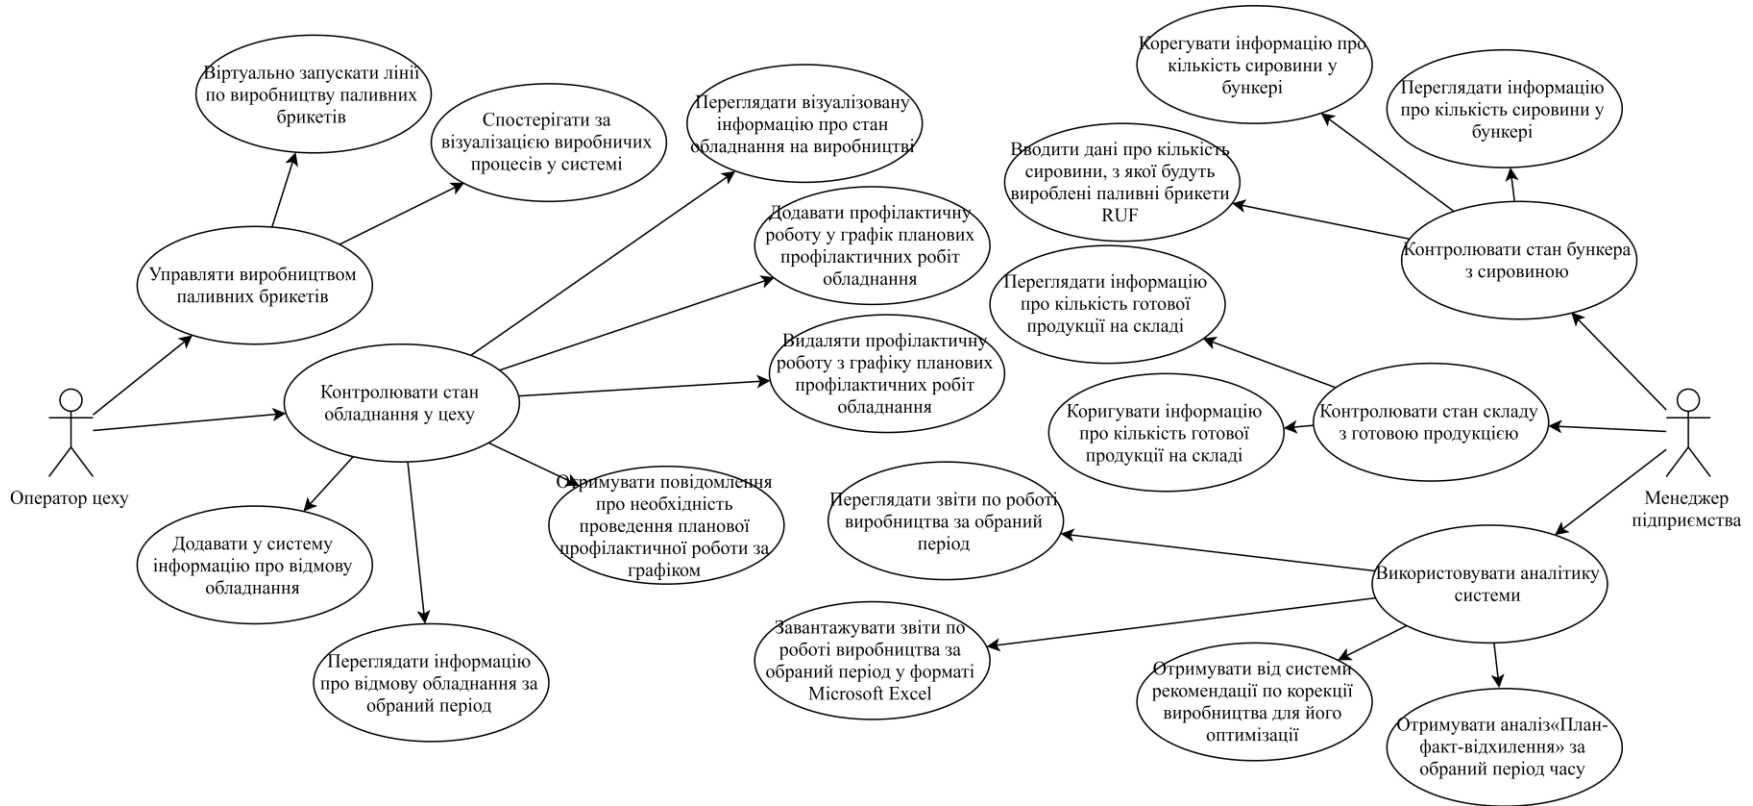 Віртуально запускати лінії
по виробництву паливних
брикетів
Спостерігати за
візуалізацією виробничих
процесів у системі
Управляти виробництвом
паливних брикетів
Оператор цеху
Контролювати стан
обладнання у цеху
Переглядати візуалізовану
інформацію про стан
обладнання на виробництві
Додавати профілактичну
роботу у графік планових
профілактичних робіт
обладнання
Видаляти профілактичну
роботу з графіку планових
профілактичних робіт
обладнання
Отримувати повідомлення
про необхідність
проведення планової
профілактичної роботи за
графіком
Додавати у систему
інформацію про відмову
обладнання
Переглядати інформацію
про відмову обладнання за
обраний період
Корегувати інформацію про
кількість сировини у
бункері
Переглядати інформацію
про кількість сировини у
бункері
Вводити дані про кількість
сировини, з якої будуть
вироблені паливні брикети
RUF
Контролювати стан бункера
з сировиною
Переглядати інформацію
про кількість готової
продукції на складі
Коригувати інформацію
про кількість готової
продукції на складі
Контролювати стан складу
з готовою продукцією
Менеджер
підприємства
Переглядати звіти по роботі
виробництва за обраний
період
Використовувати аналітику
системи
Завантажувати звіти по
роботі виробництва за
обраний період у форматі
Microsoft Excel
Отримувати від системи
рекомендації по корекції
виробництва для його
оптимізації
Отримувати аналіз«План-
факт-відхилення» за
обраний період часу